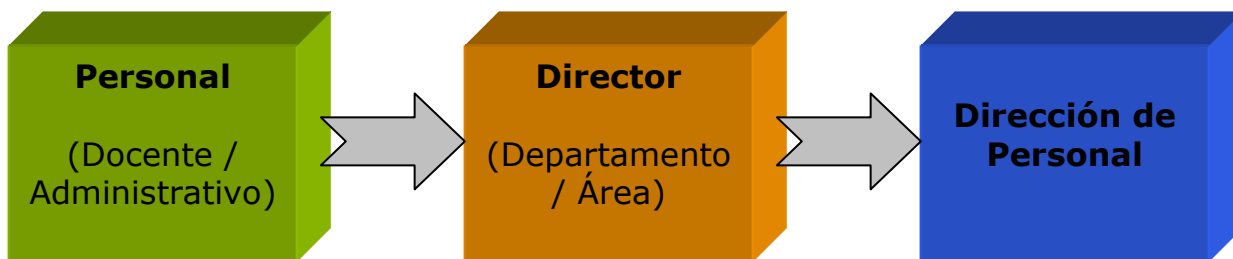 Personal
(Docente /
Administrativo)
Director
(Departamento
/ Área)
Dirección de
Personal